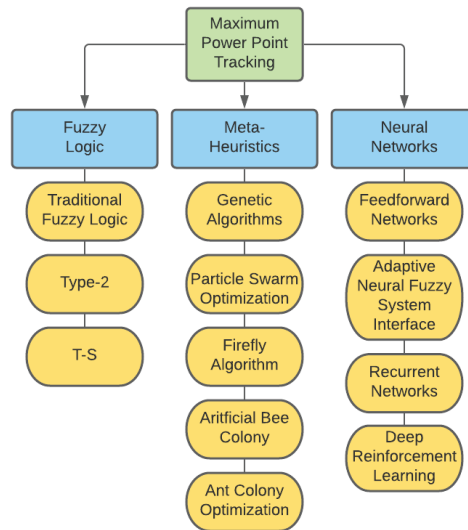 Maximum
Power Point
Tracking
Fuzzy
Logic
Meta-
Heuristics
Neural
Networks
Traditional
Fuzzy Logic
Type-2
T-S
Genetic
Algorithms
Particle Swarm
Optimization
Firefly
Algorithm
Aritficial Bee
Colony
Ant Colony
Optimization
Feedforward
Networks
Adaptive
Neural Fuzzy
System
Interface
Recurrent
Networks
Deep
Reinforcement
Learning